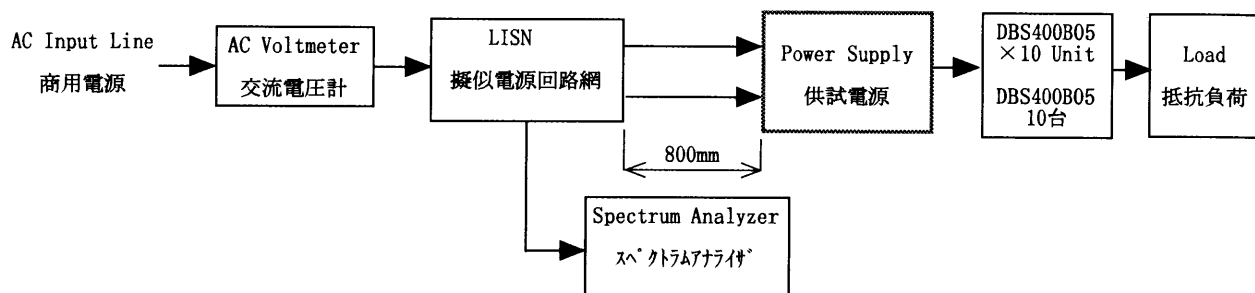 AC Input Line
商用電源
AC Voltmeter
交流電圧計
LISN
擬似電源回路網
800mm
Power Supply
供試電源
DBS400B05
×10 Unit
DBS400B05
10台
Load
抵抗負荷
Spectrum Analyzer
ｽﾍﾟｸﾄﾗﾑｱﾅﾗｲｻﾞ